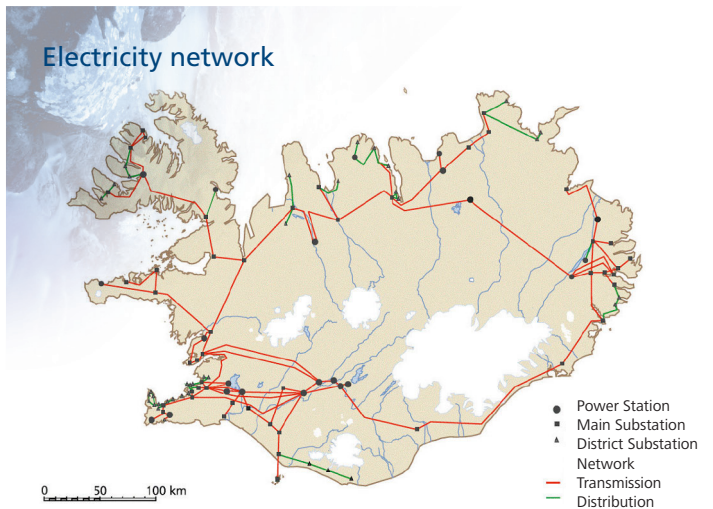 Electricity network
Power Station
Main Substation
District Substation
Network
Transmission
Distribution
0 50 100 km